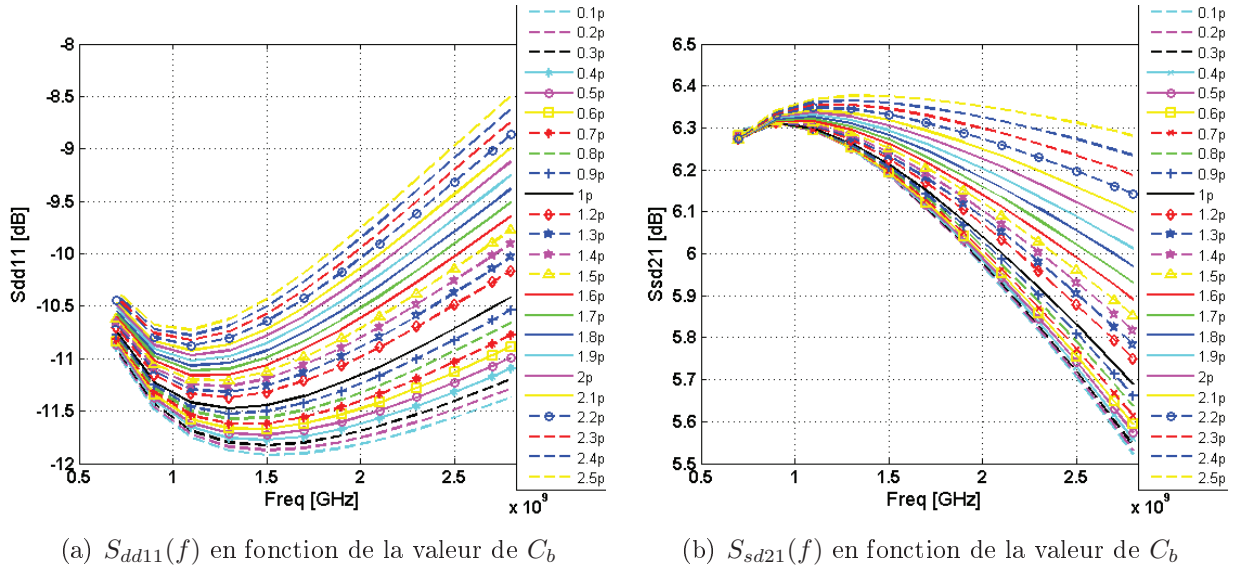 -8
-8.5
-9
-9.5
-10
-10.5
-11
-11.5
-12
Sdd11 [dB]
0.5
1
1.5
2
2.5
Freq [GHz]
x 10^9
0.1p
0.2p
0.3p
0.4p
0.5p
0.6p
0.7p
0.8p
0.9p
1p
1.2p
1.3p
1.4p
1.5p
1.6p
1.7p
1.8p
1.9p
2p
2.1p
2.2p
2.3p
2.4p
2.5p
(a) S_{dd11}(f) en fonction de la valeur de C_b
6.5
6.4
6.3
6.2
6.1
6
5.9
5.8
5.7
5.6
5.5
Ssd21 [dB]
0.5
1
1.5
2
2.5
Freq [GHz]
x 10^9
0.1p
0.2p
0.3p
0.4p
0.5p
0.6p
0.7p
0.8p
0.9p
1p
1.2p
1.3p
1.4p
1.5p
1.6p
1.7p
1.8p
1.9p
2p
2.1p
2.2p
2.3p
2.4p
2.5p
(b) S_{sd21}(f) en fonction de la valeur de C_b